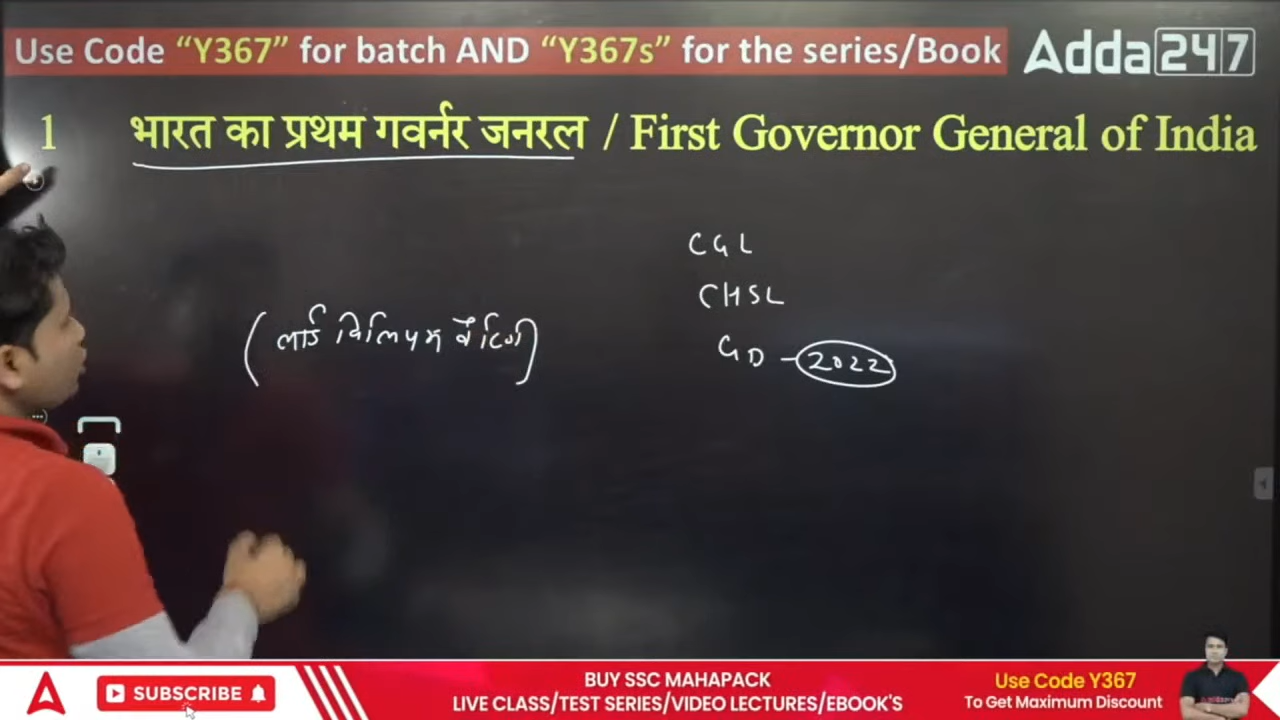 Use Code “Y367” for batch AND “Y367s” for the series/Book
Adda247
1 भारत का प्रथम गवर्नर जनरल / First Governor General of India
CGL
CHSL
(लार्ड विलियम बैंटिंग)
GD - 2022
SUBSCRIBE
BUY SSC MAHAPACK
LIVE CLASS/TEST SERIES/VIDEO LECTURES/EBOOK'S
Use Code Y367
To Get Maximum Discount